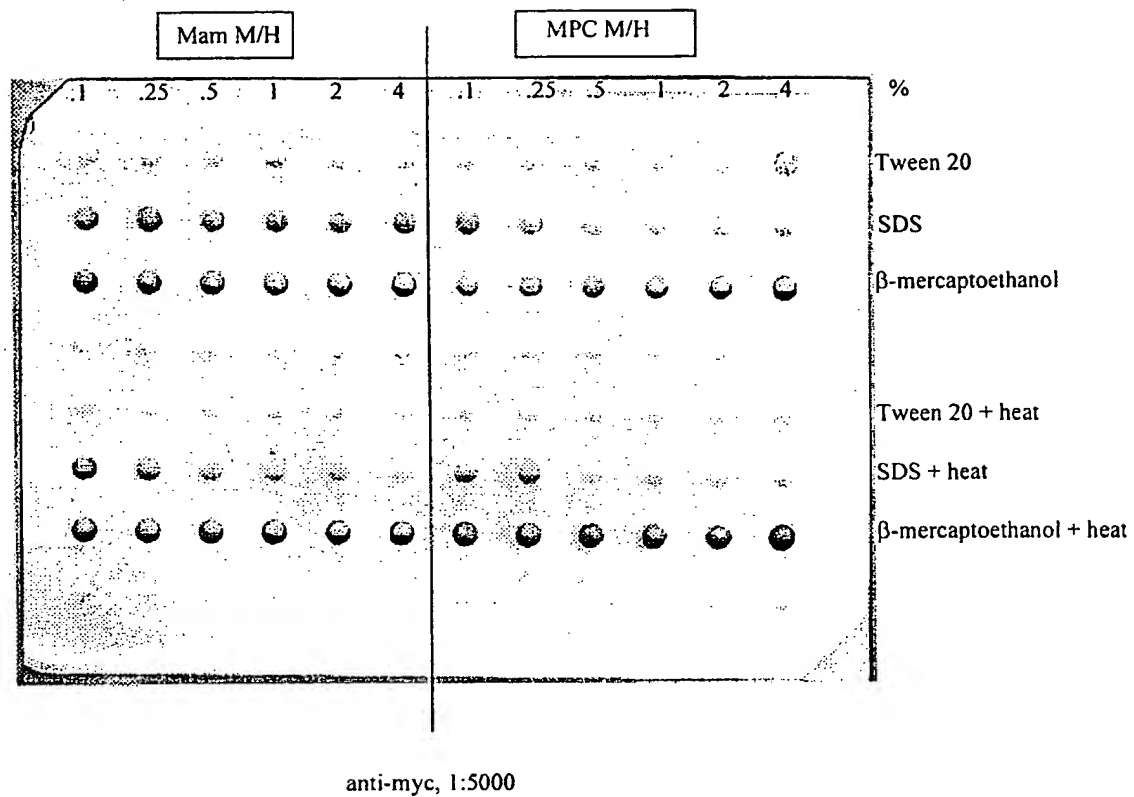 Mam M/H
MPC M/H
.1 .25 .5 1 2 4 .1 .25 .5 1 2 4 %
Tween 20
SDS
β-mercaptoethanol
Tween 20 + heat
SDS + heat
β-mercaptoethanol + heat
anti-myc, 1:5000